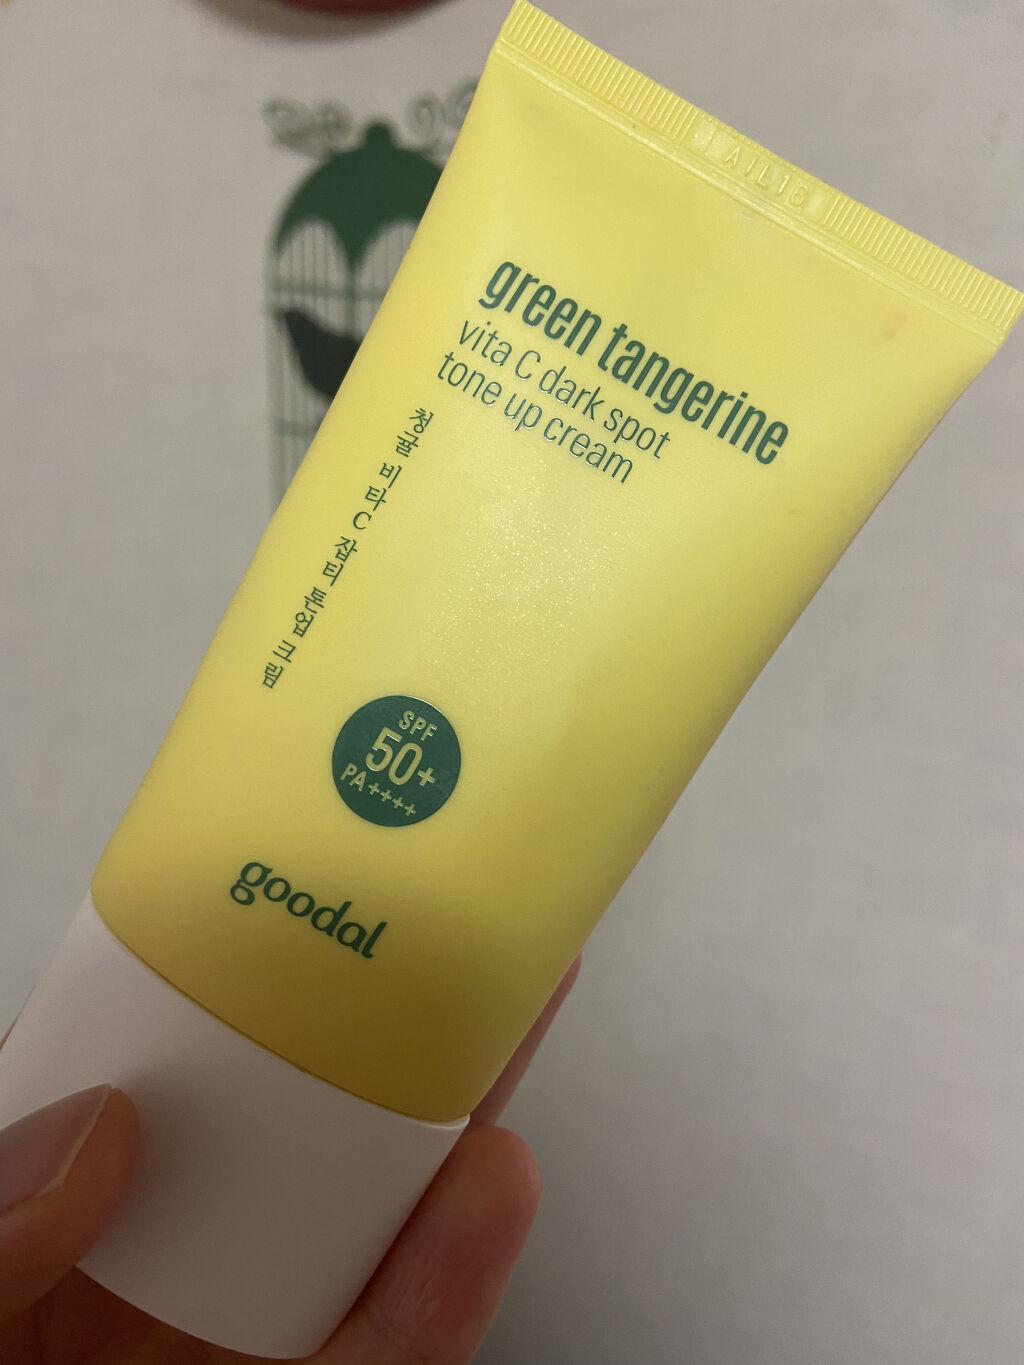 AIL18
green tangerine
vita C dark spot
tone up cream
청귤 비타C 잡티 톤업 크림
SPF
50+
PA++++
goodal